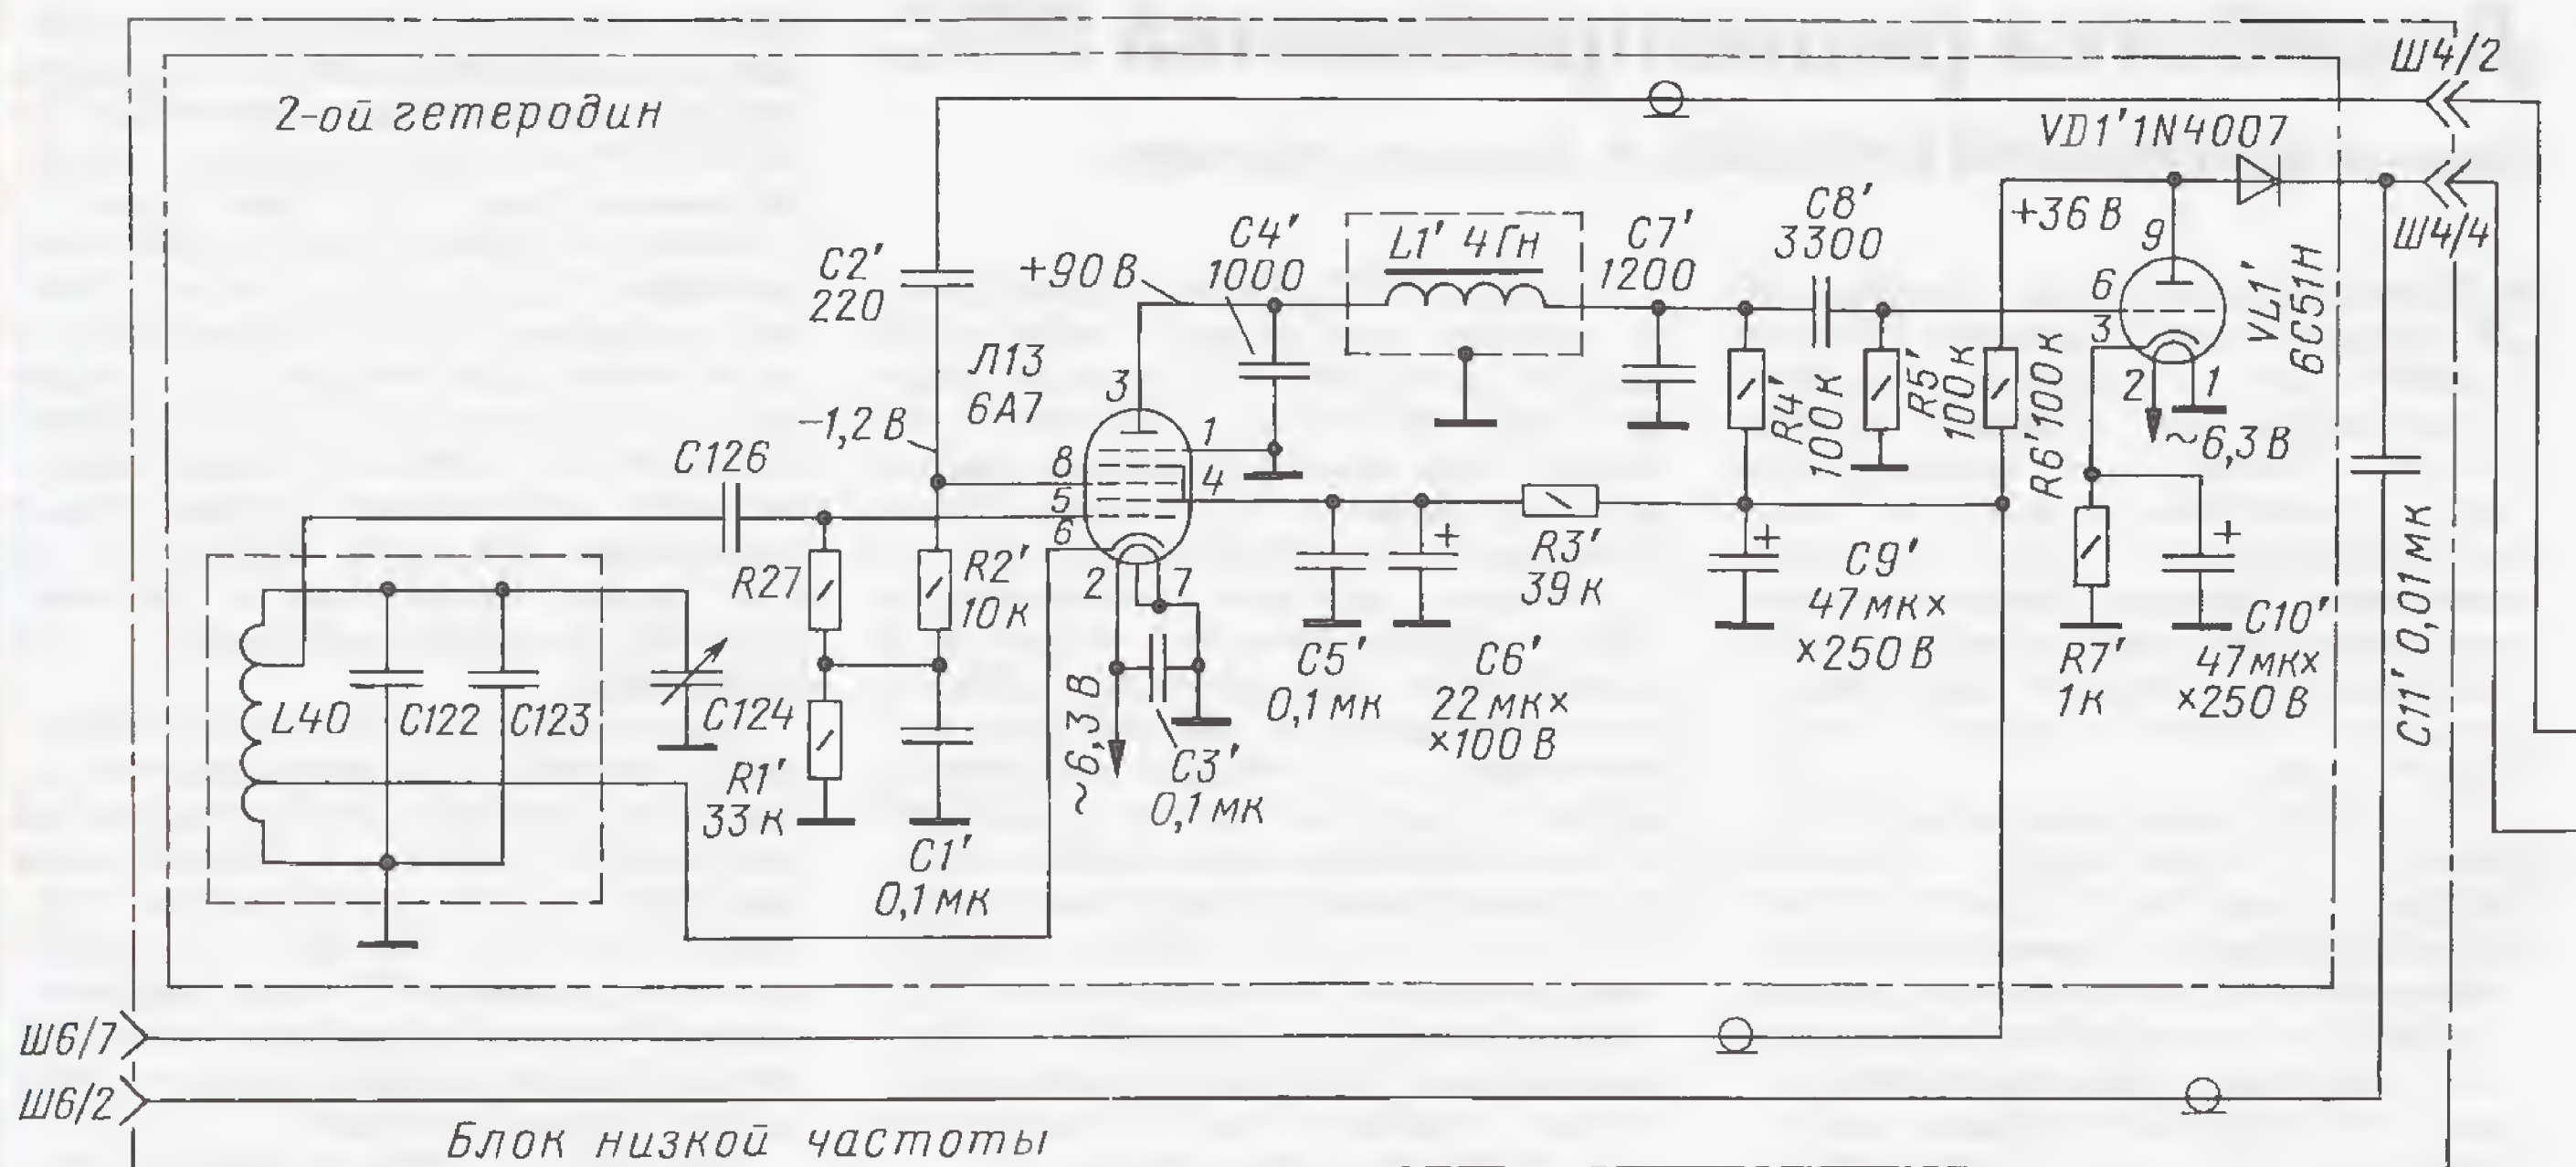 Ш4/2
2-ой гетеродин
VD1' 1N4007
+36 В
9
Ш4/4
C8'
3300
C4'
1000
L1' 4Гн
C7'
1200
+90 В
C2'
220
6
3
VL1'
6С51Н
Л13
6А7
3
-1,2 В
C126
8
5
6
1
4
R4'
100 к
R5'
100 к
R6' 100 к
2
1
~6,3 В
R27
R2'
10 к
2
7
R3'
39 к
C9'
47 мк×
×250 В
C5'
0,1 мк
C6'
22 мк×
×100 В
R7'
1 к
C10'
47 мк×
×250 В
C11' 0,01 мк
L40
C122
C123
C124
R1'
33 к
~6,3 В
C3'
0,1 мк
C1'
0,1 мк
Ш6/7
Ш6/2
Блок низкой частоты